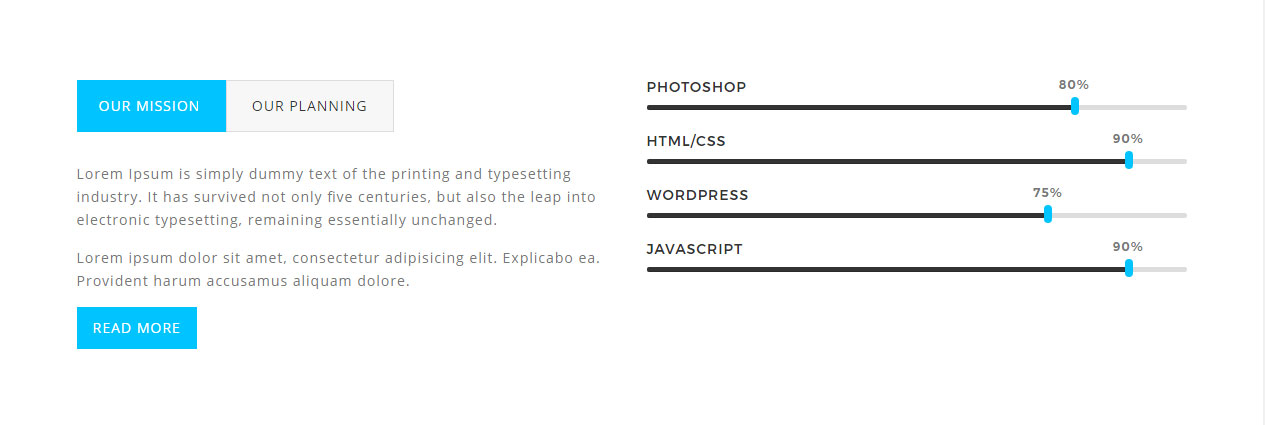 OUR MISSION
OUR PLANNING
Lorem Ipsum is simply dummy text of the printing and typesetting
industry. It has survived not only five centuries, but also the leap into
electronic typesetting, remaining essentially unchanged.
Lorem ipsum dolor sit amet, consectetur adipisicing elit. Explicabo ea.
Provident harum accusamus aliquam dolore.
READ MORE
PHOTOSHOP
80%
HTML/CSS
90%
WORDPRESS
75%
JAVASCRIPT
90%